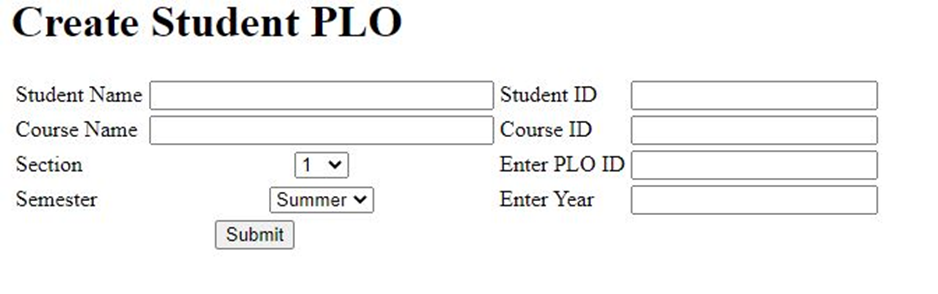 Create Student PLO
Student Name Student ID
Course Name Course ID
Section 1 Enter PLO ID
Semester Summer Enter Year
Submit